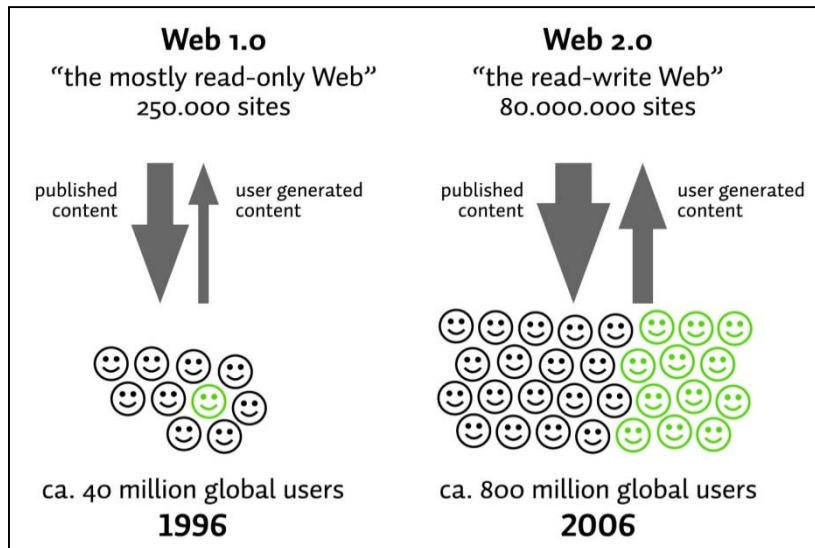 Web 1.0
“the mostly read-only Web”
250.000 sites
published
content
user generated
content
ca. 40 million global users
1996
Web 2.0
“the read-write Web”
80.000.000 sites
published
content
user generated
content
ca. 800 million global users
2006